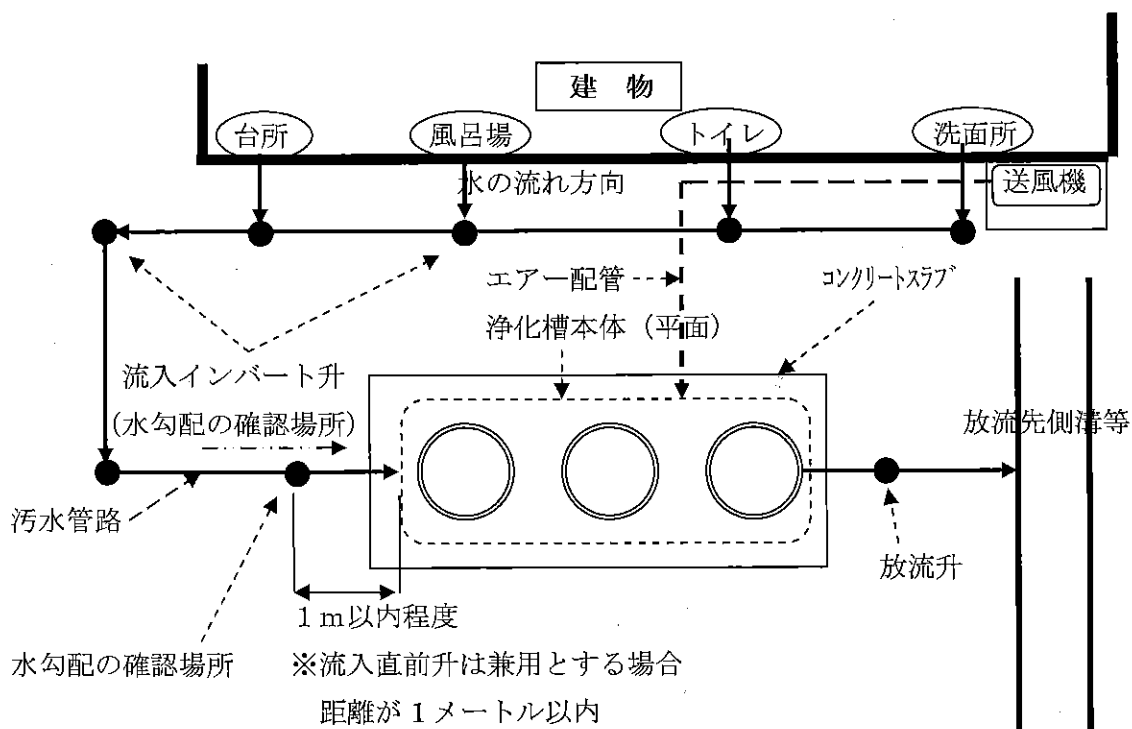 建 物
台所
風呂場
トイレ
洗面所
水の流れ方向
送風機
エアー配管
コンクリートスラブ
浄化槽本体（平面）
流入インバート升
(水勾配の確認場所)
放流先側溝等
汚水管路
放流升
1m以内程度
水勾配の確認場所
※流入直前升は兼用とする場合
距離が1メートル以内